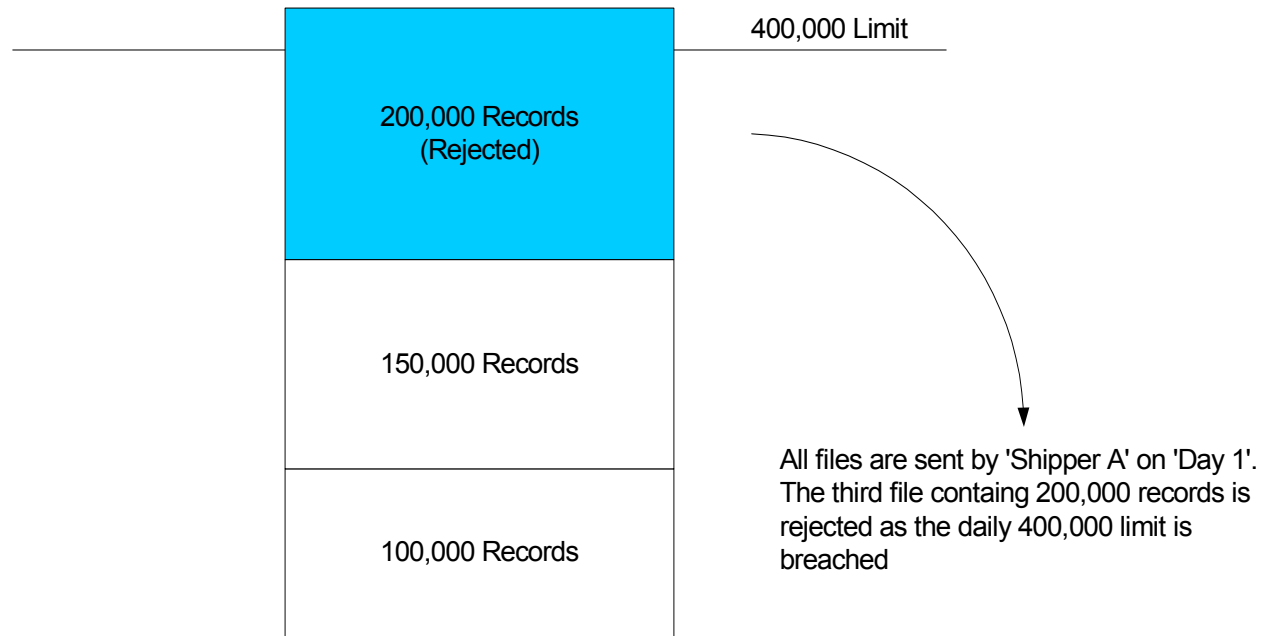 400,000 Limit
200,000 Records
(Rejected)
150,000 Records
100,000 Records
All files are sent by 'Shipper A' on 'Day 1'.
The third file containg 200,000 records is
rejected as the daily 400,000 limit is
breached